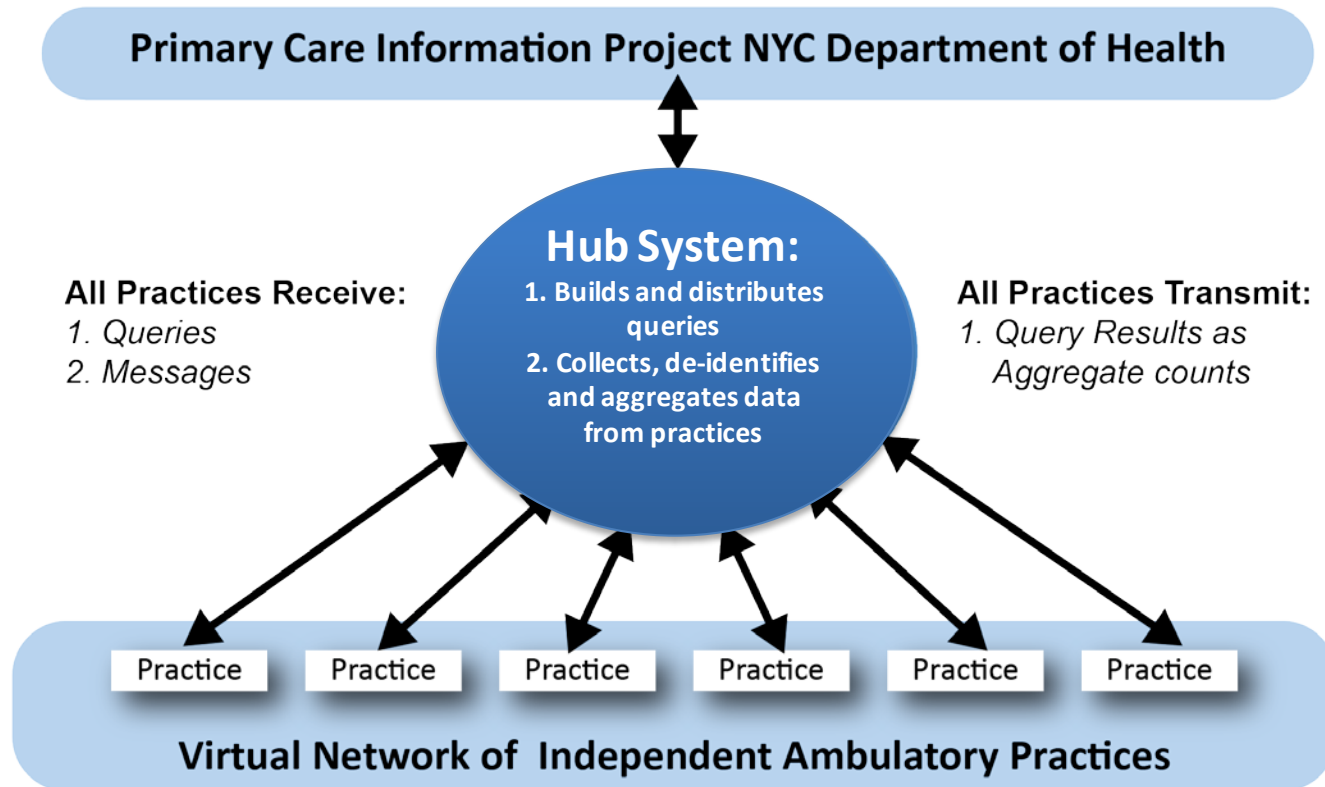 Primary Care Information Project NYC Department of Health
Hub System:
1. Builds and distributes
queries
2. Collects, de-identifies
and aggregates data
from practices
All Practices Receive:
1. Queries
2. Messages
All Practices Transmit:
1. Query Results as
Aggregate counts
Practice
Practice
Practice
Practice
Practice
Practice
Virtual Network of Independent Ambulatory Practices